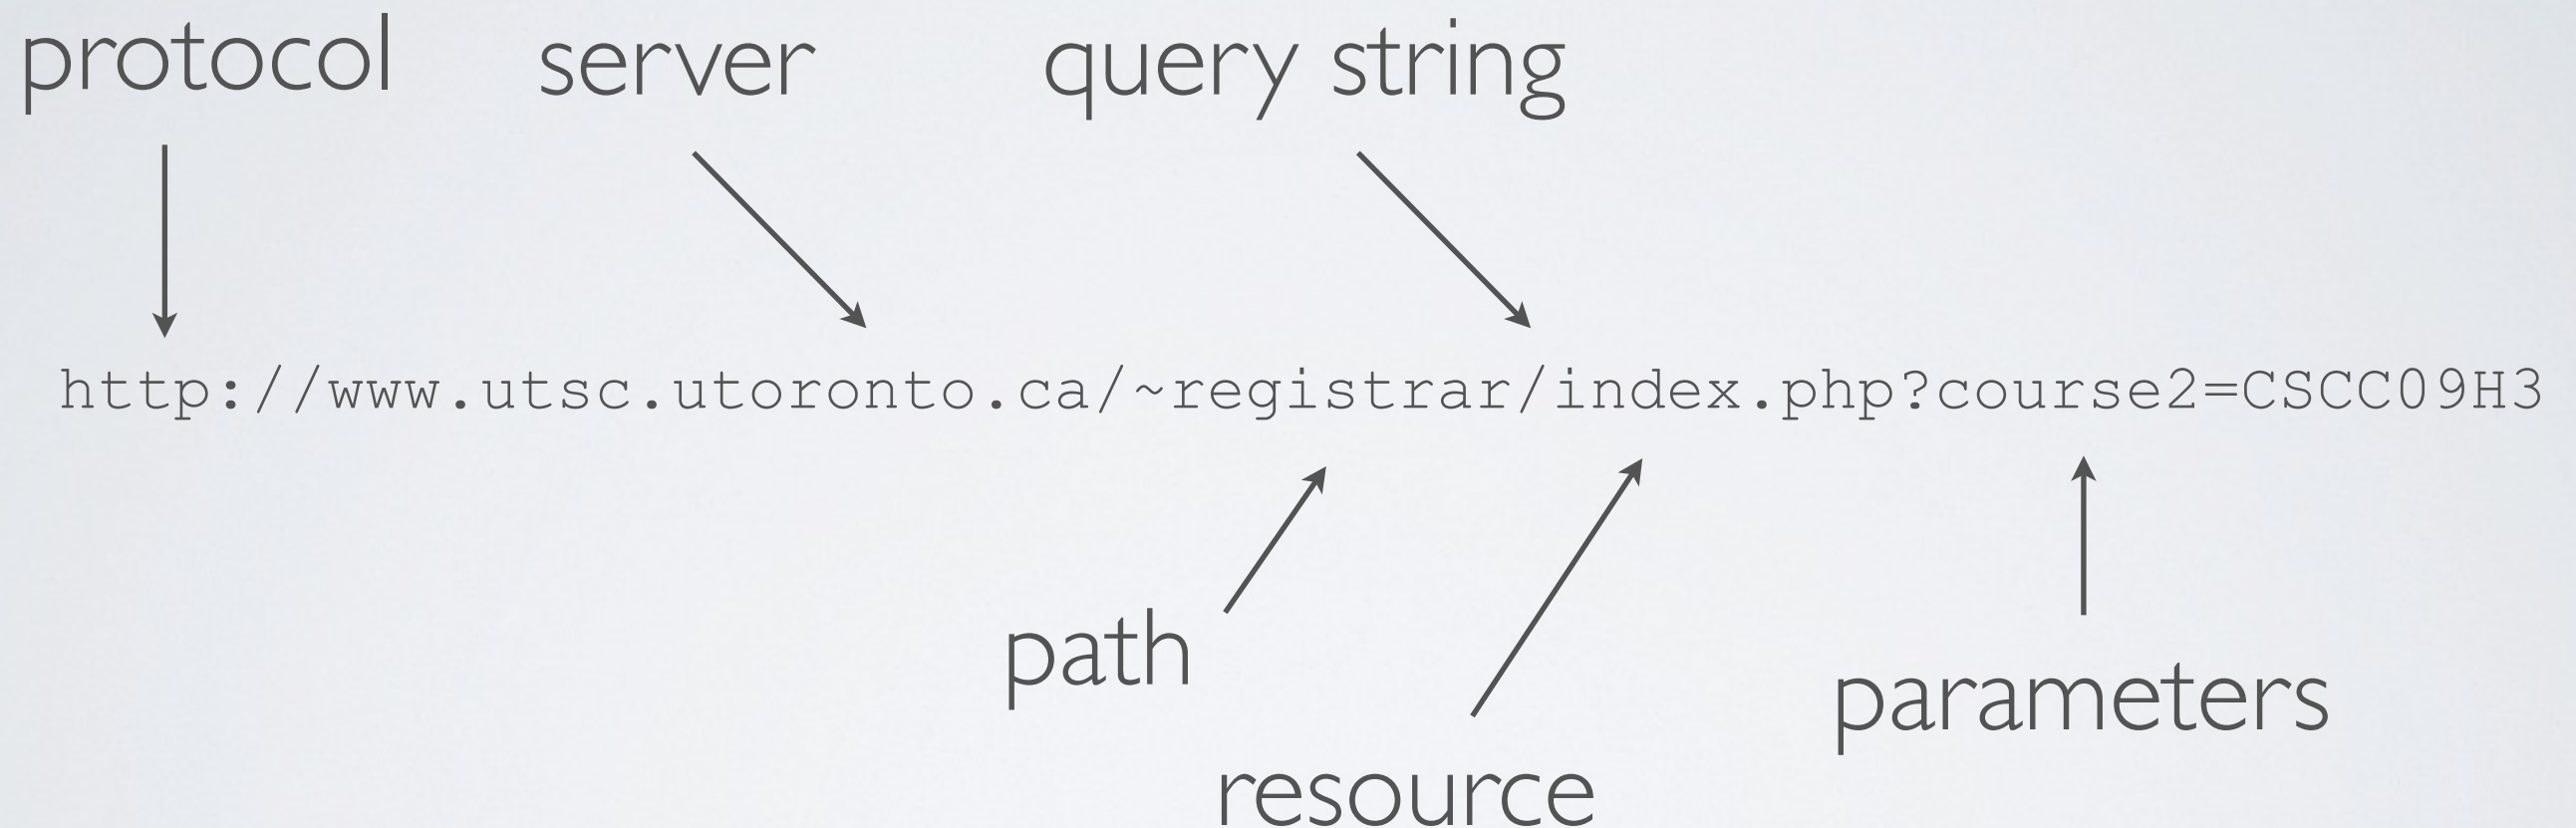 protocol
server
query string
http://www.utsc.utoronto.ca/~registrar/index.php?course2=CSCC09H3
path
parameters
resource